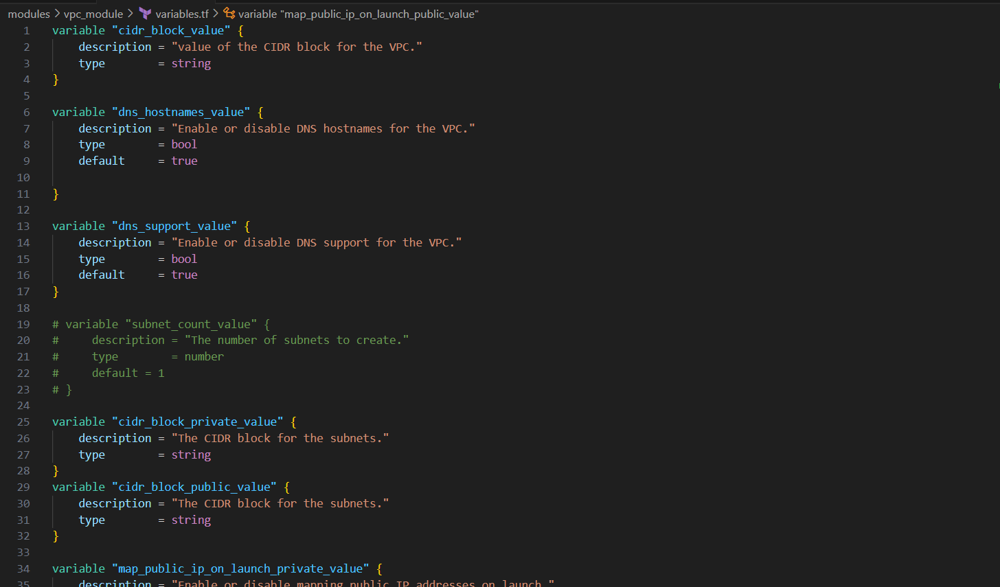 modules > vpc_module > variables.tf > variable "map_public_ip_on_launch_public_value"
1 variable "cidr_block_value" {
2 description = "value of the CIDR block for the VPC."
3 type = string
4 }
5
6 variable "dns_hostnames_value" {
7 description = "Enable or disable DNS hostnames for the VPC."
8 type = bool
9 default = true
10
11 }
12
13 variable "dns_support_value" {
14 description = "Enable or disable DNS support for the VPC."
15 type = bool
16 default = true
17 }
18
19 # variable "subnet_count_value" {
20 # description = "The number of subnets to create."
21 # type = number
22 # default = 1
23 # }
24
25 variable "cidr_block_private_value" {
26 description = "The CIDR block for the subnets."
27 type = string
28 }
29 variable "cidr_block_public_value" {
30 description = "The CIDR block for the subnets."
31 type = string
32 }
33
34 variable "map_public_ip_on_launch_private_value" {
35 description = "Enable or disable mapping public IP addresses on launch."